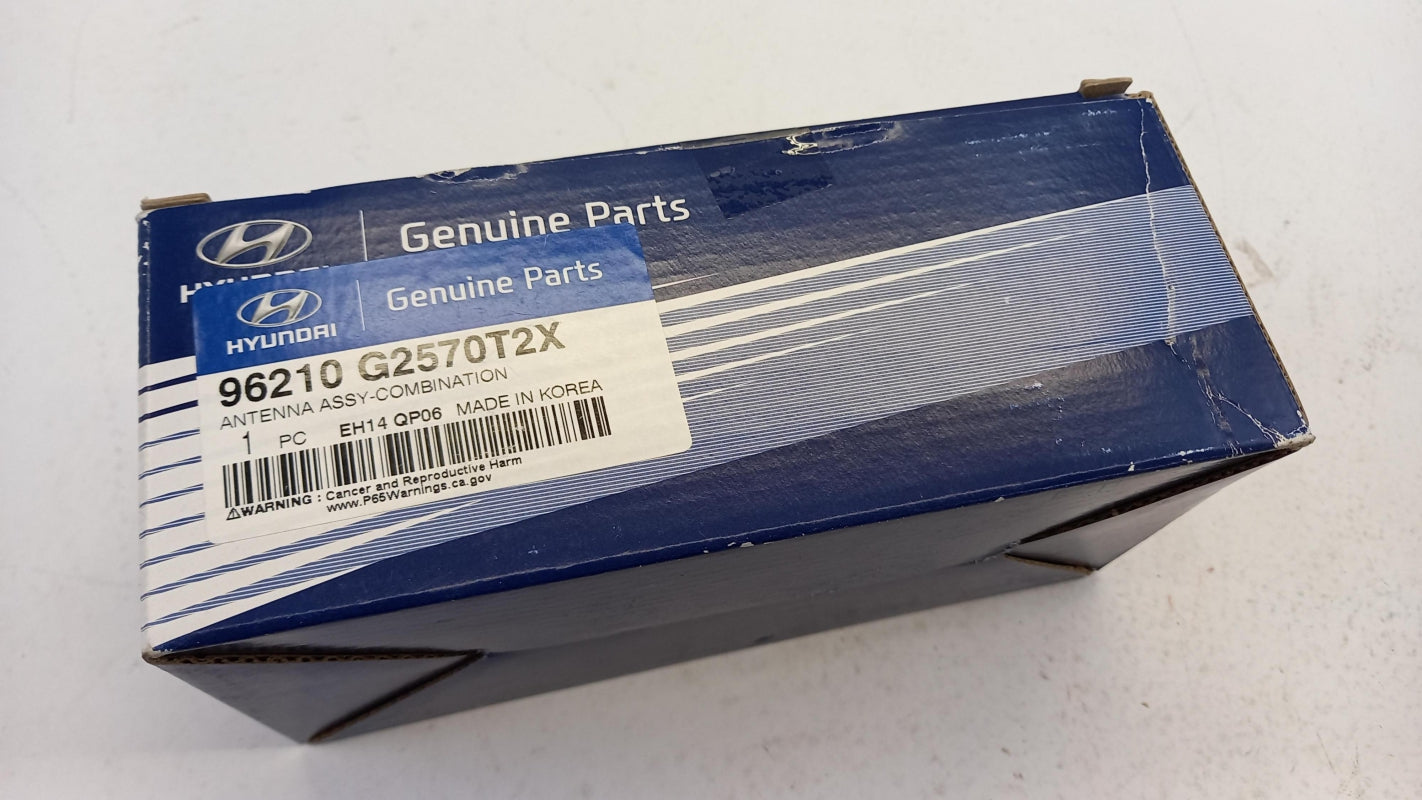 Genuine Parts
HYUNDAI
Genuine Parts
HYUNDAI
96210 G2570T2X
ANTENNA ASSY-COMBINATION
1 PC EH14 QP06 MADE IN KOREA
⚠WARNING : Cancer and Reproductive Harm
www.P65Warnings.ca.gov